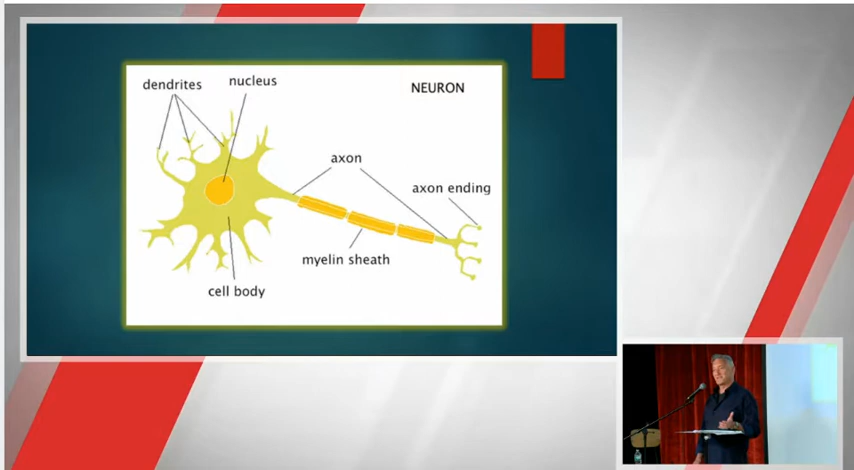 dendrites
nucleus
NEURON
axon
axon ending
myelin sheath
cell body